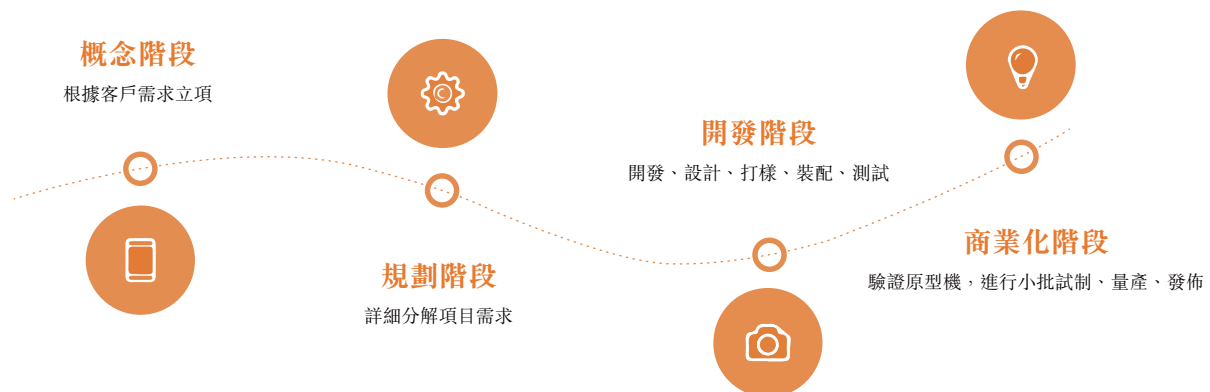 概念階段
根據客戶需求立項
規劃階段
詳細分解項目需求
開發階段
開發、設計、打樣、裝配、測試
商業化階段
驗證原型機，進行小批試制、量產、發佈